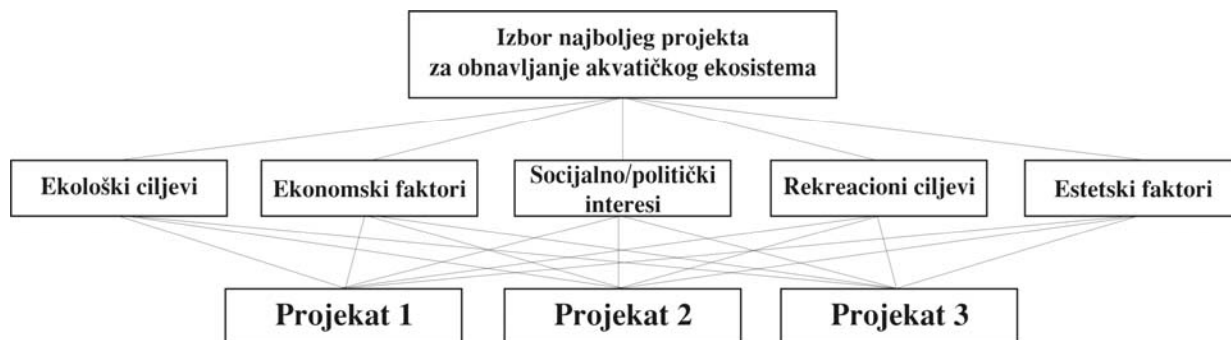 Izbor najboljeg projekta
za obnavljanje akvatičkog ekosistema
Ekološki ciljevi
Ekonomski faktori
Socijalno/politički
interesi
Rekreacioni ciljevi
Estetski faktori
Projekat 1
Projekat 2
Projekat 3